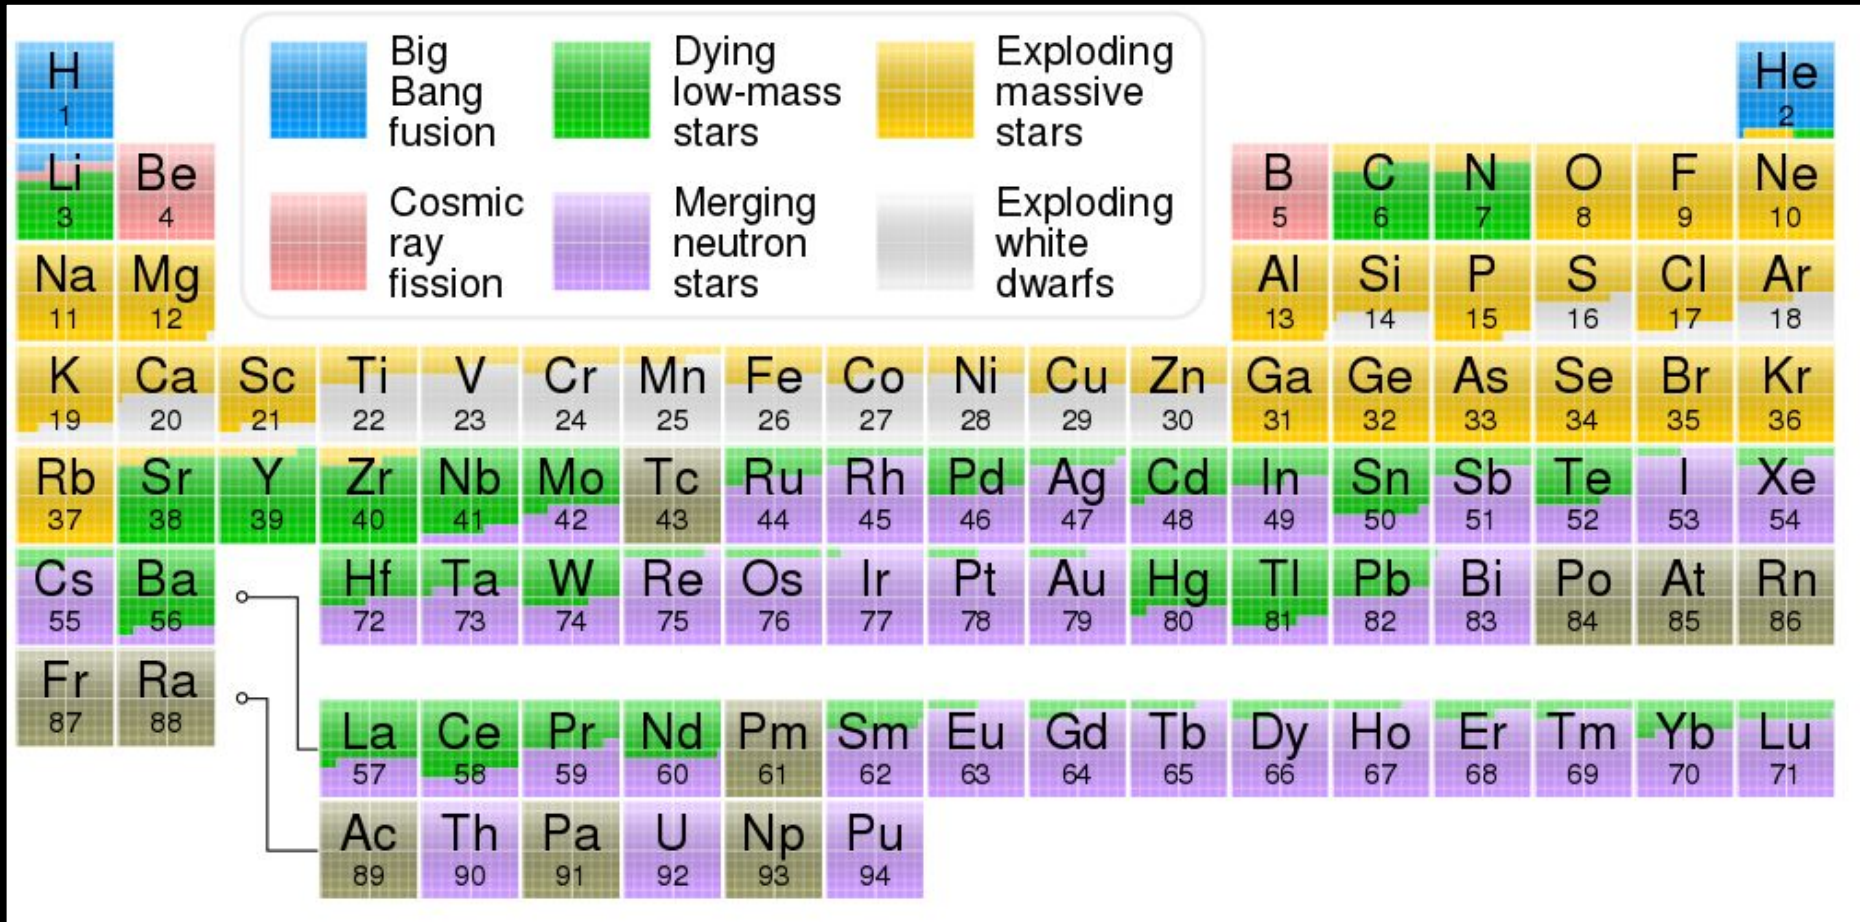 H
1
Big
Bang
fusion
Dying
low-mass
stars
Exploding
massive
stars
He
2
Li
3
Be
4
Cosmic
ray
fission
Merging
neutron
stars
Exploding
white
dwarfs
B
5
C
6
N
7
O
8
F
9
Ne
10
Na
11
Mg
12
Al
13
Si
14
P
15
S
16
Cl
17
Ar
18
K
19
Ca
20
Sc
21
Ti
22
V
23
Cr
24
Mn
25
Fe
26
Co
27
Ni
28
Cu
29
Zn
30
Ga
31
Ge
32
As
33
Se
34
Br
35
Kr
36
Rb
37
Sr
38
Y
39
Zr
40
Nb
41
Mo
42
Tc
43
Ru
44
Rh
45
Pd
46
Ag
47
Cd
48
In
49
Sn
50
Sb
51
Te
52
I
53
Xe
54
Cs
55
Ba
56
Hf
72
Ta
73
W
74
Re
75
Os
76
Ir
77
Pt
78
Au
79
Hg
80
Tl
81
Pb
82
Bi
83
Po
84
At
85
Rn
86
Fr
87
Ra
88
La
57
Ce
58
Pr
59
Nd
60
Pm
61
Sm
62
Eu
63
Gd
64
Tb
65
Dy
66
Ho
67
Er
68
Tm
69
Yb
70
Lu
71
Ac
89
Th
90
Pa
91
U
92
Np
93
Pu
94